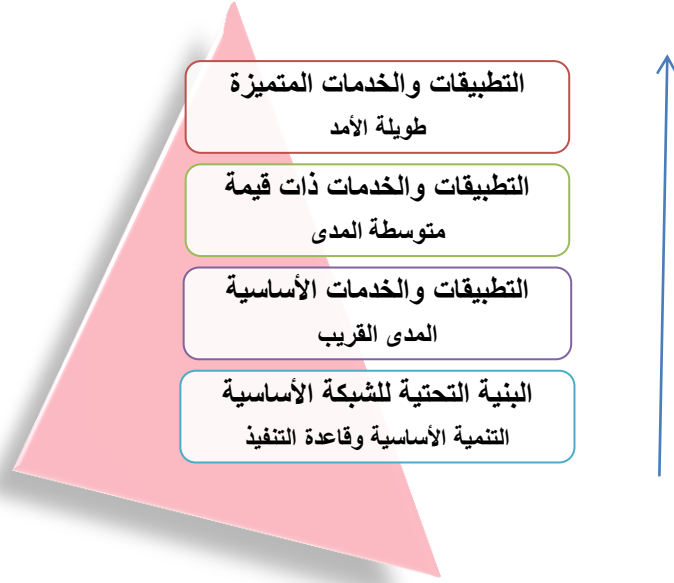 التطبيقات والخدمات المتميزة
طويلة الأمد
التطبيقات والخدمات ذات قيمة
متوسطة المدى
التطبيقات والخدمات الأساسية
المدى القريب
البنية التحتية للشبكة الأساسية
التنمية الأساسية وقاعدة التنفيذ